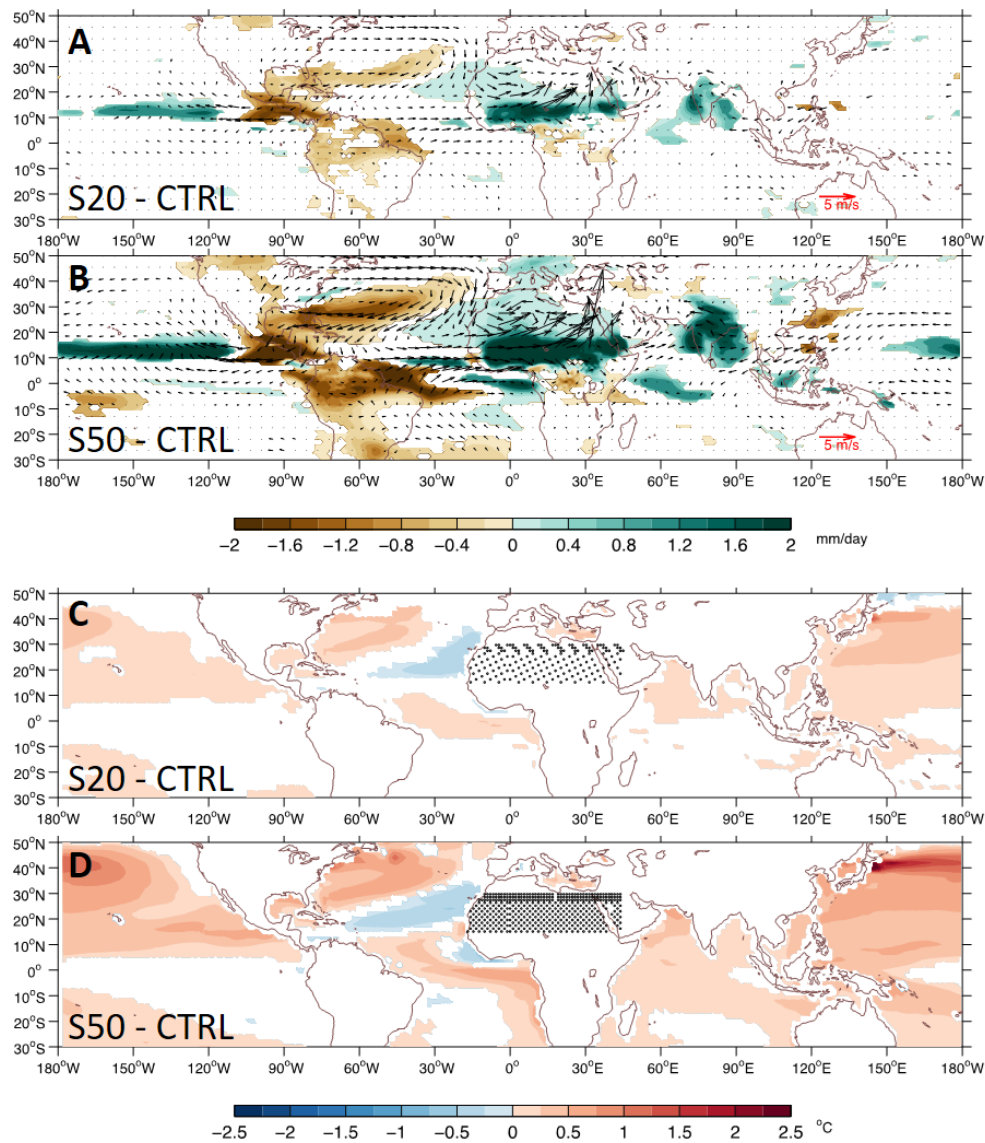 50°N
40°N
30°N
20°N
10°N
0°
10°S
20°S
30°S
A
S20 - CTRL
5 m/s
180°W 150°W 120°W 90°W 60°W 30°W 0° 30°E 60°E 90°E 120°E 150°E 180°W
50°N
40°N
30°N
20°N
10°N
0°
10°S
20°S
30°S
B
S50 - CTRL
5 m/s
180°W 150°W 120°W 90°W 60°W 30°W 0° 30°E 60°E 90°E 120°E 150°E 180°W
−2 −1.6 −1.2 −0.8 −0.4 0 0.4 0.8 1.2 1.6 2 mm/day
50°N
40°N
30°N
20°N
10°N
0°
10°S
20°S
30°S
C
S20 - CTRL
180°W 150°W 120°W 90°W 60°W 30°W 0° 30°E 60°E 90°E 120°E 150°E 180°W
50°N
40°N
30°N
20°N
10°N
0°
10°S
20°S
30°S
D
S50 - CTRL
180°W 150°W 120°W 90°W 60°W 30°W 0° 30°E 60°E 90°E 120°E 150°E 180°W
−2.5 −2 −1.5 −1 −0.5 0 0.5 1 1.5 2 2.5 °C